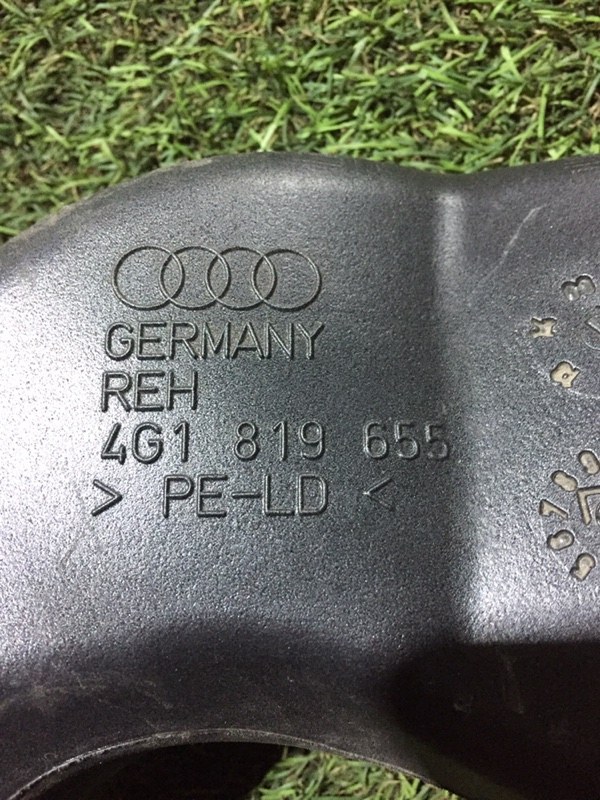 GERMANY
REH
4G1 819 655
> PE-LD <